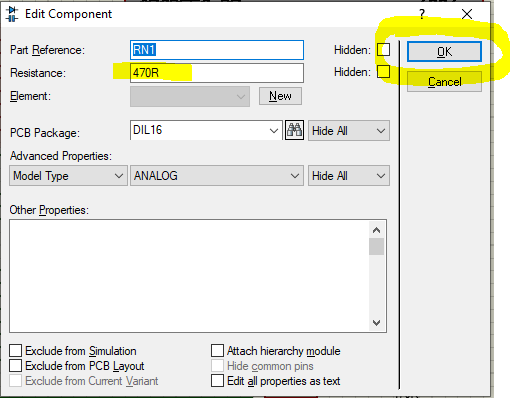 Edit Component ? ×
Part Reference: RN1 Hidden: OK
Resistance: 470R Hidden: Cancel
Element: New
PCB Package: DIL16 Hide All
Advanced Properties:
Model Type ANALOG Hide All
Other Properties:
Exclude from Simulation Attach hierarchy module
Exclude from PCB Layout Hide common pins
Exclude from Current Variant Edit all properties as text